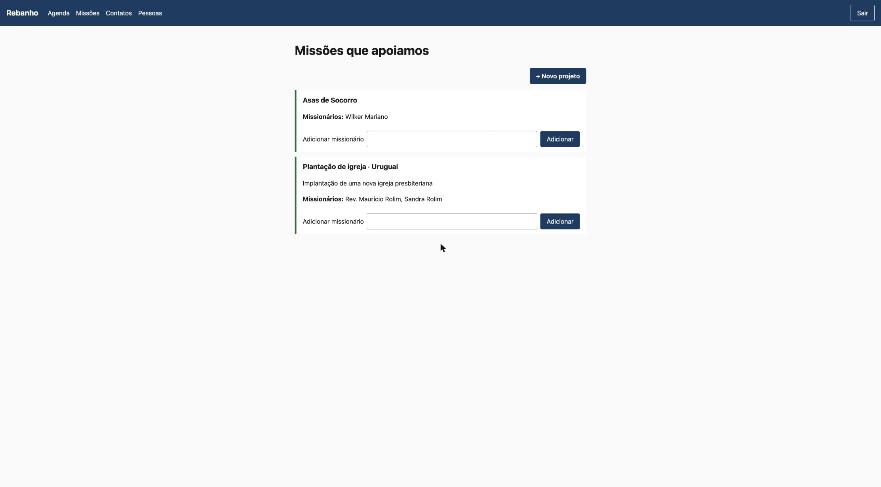 Rebanho Agenda Missões Contatos Pessoas Sair
Missões que apoiamos
+ Novo projeto
Asas de Socorro
Missionários: Wilker Mariano
Adicionar missionário Adicionar
Plantação de igreja - Uruguai
Implantação de uma nova igreja presbiteriana
Missionários: Rev. Maurício Rolim, Sandra Rolim
Adicionar missionário Adicionar